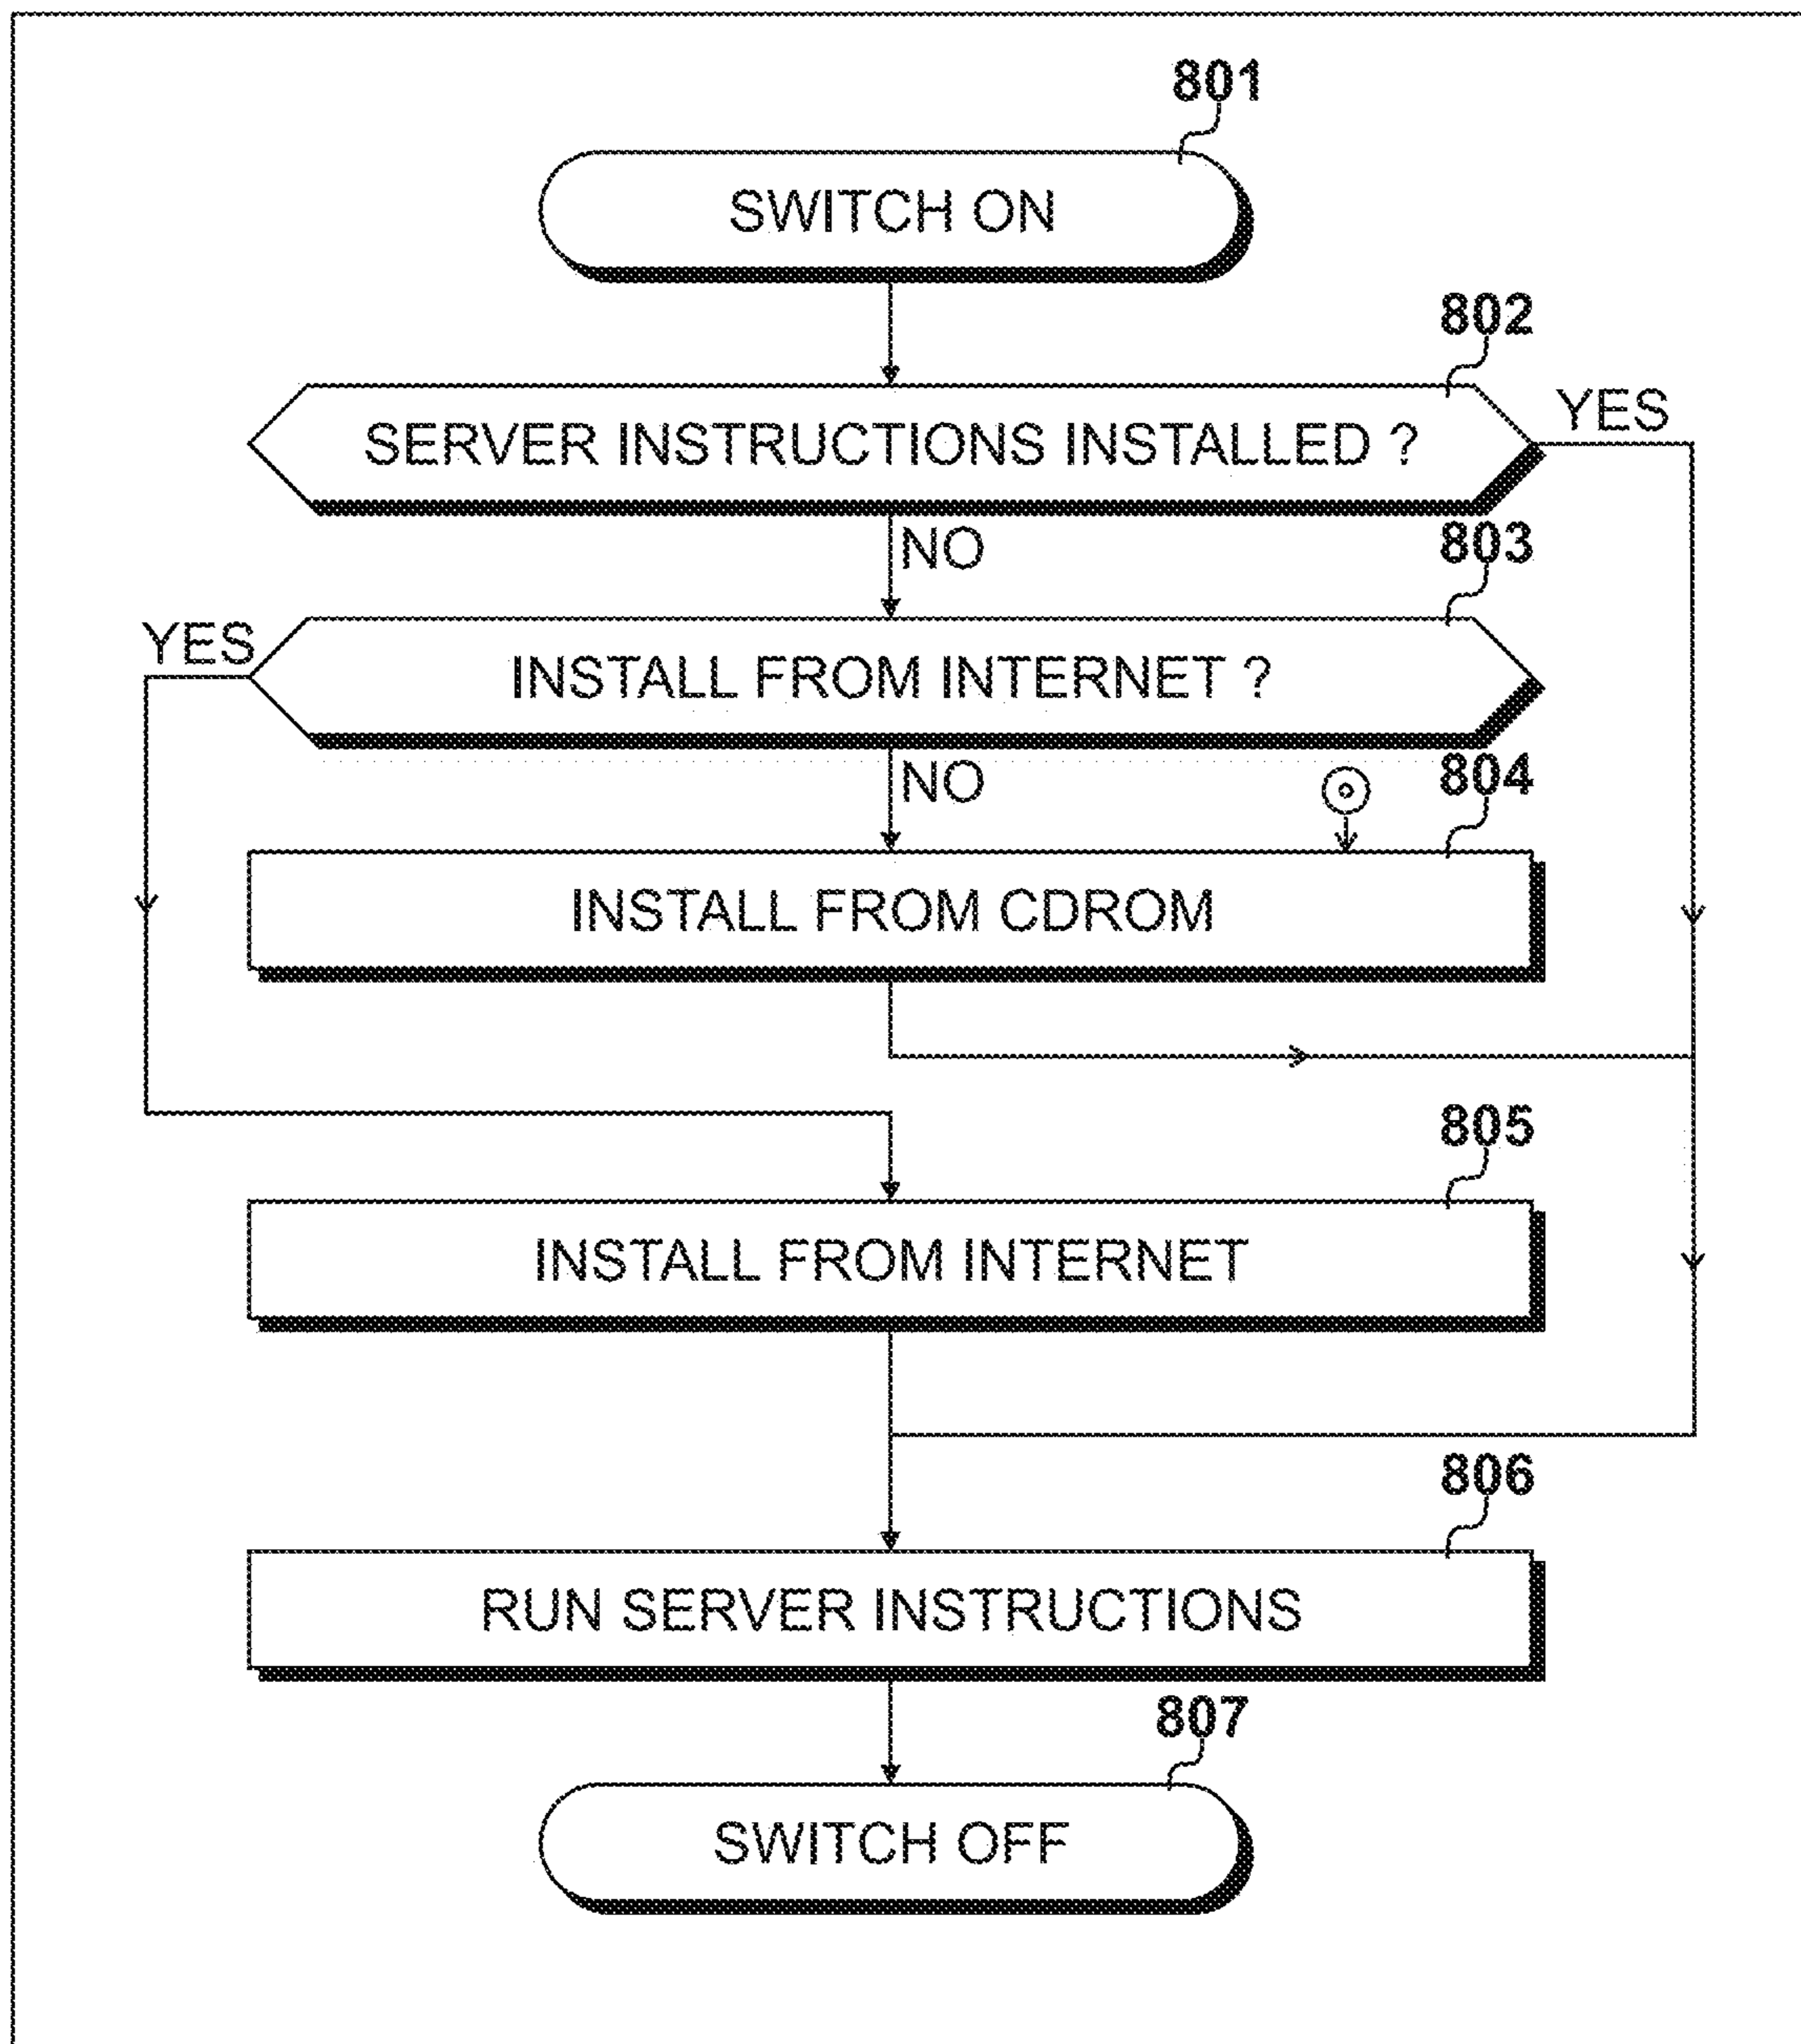 801
SWITCH ON
802
SERVER INSTRUCTIONS INSTALLED ?
YES
NO
803
YES
INSTALL FROM INTERNET ?
NO
804
INSTALL FROM CDROM
805
INSTALL FROM INTERNET
806
RUN SERVER INSTRUCTIONS
807
SWITCH OFF